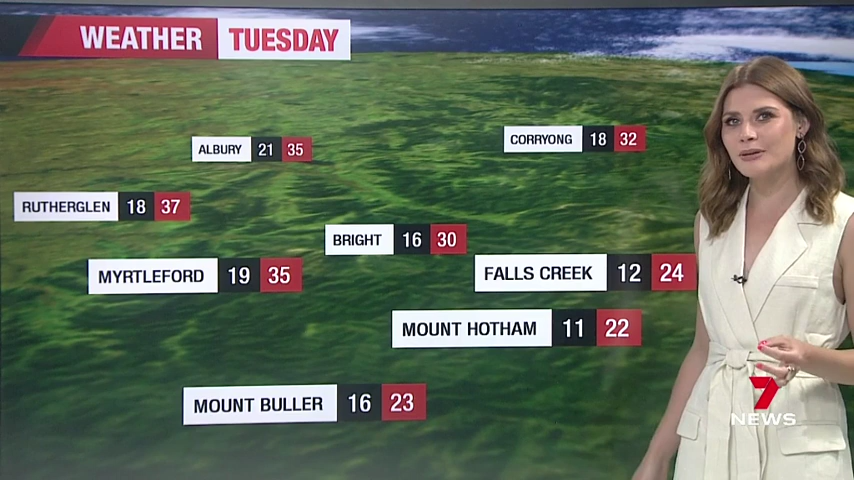 WEATHER TUESDAY
ALBURY 21 35
CORRYONG 18 32
RUTHERGLEN 18 37
BRIGHT 16 30
MYRTLEFORD 19 35
FALLS CREEK 12 24
MOUNT HOTHAM 11 22
MOUNT BULLER 16 23
7
NEWS